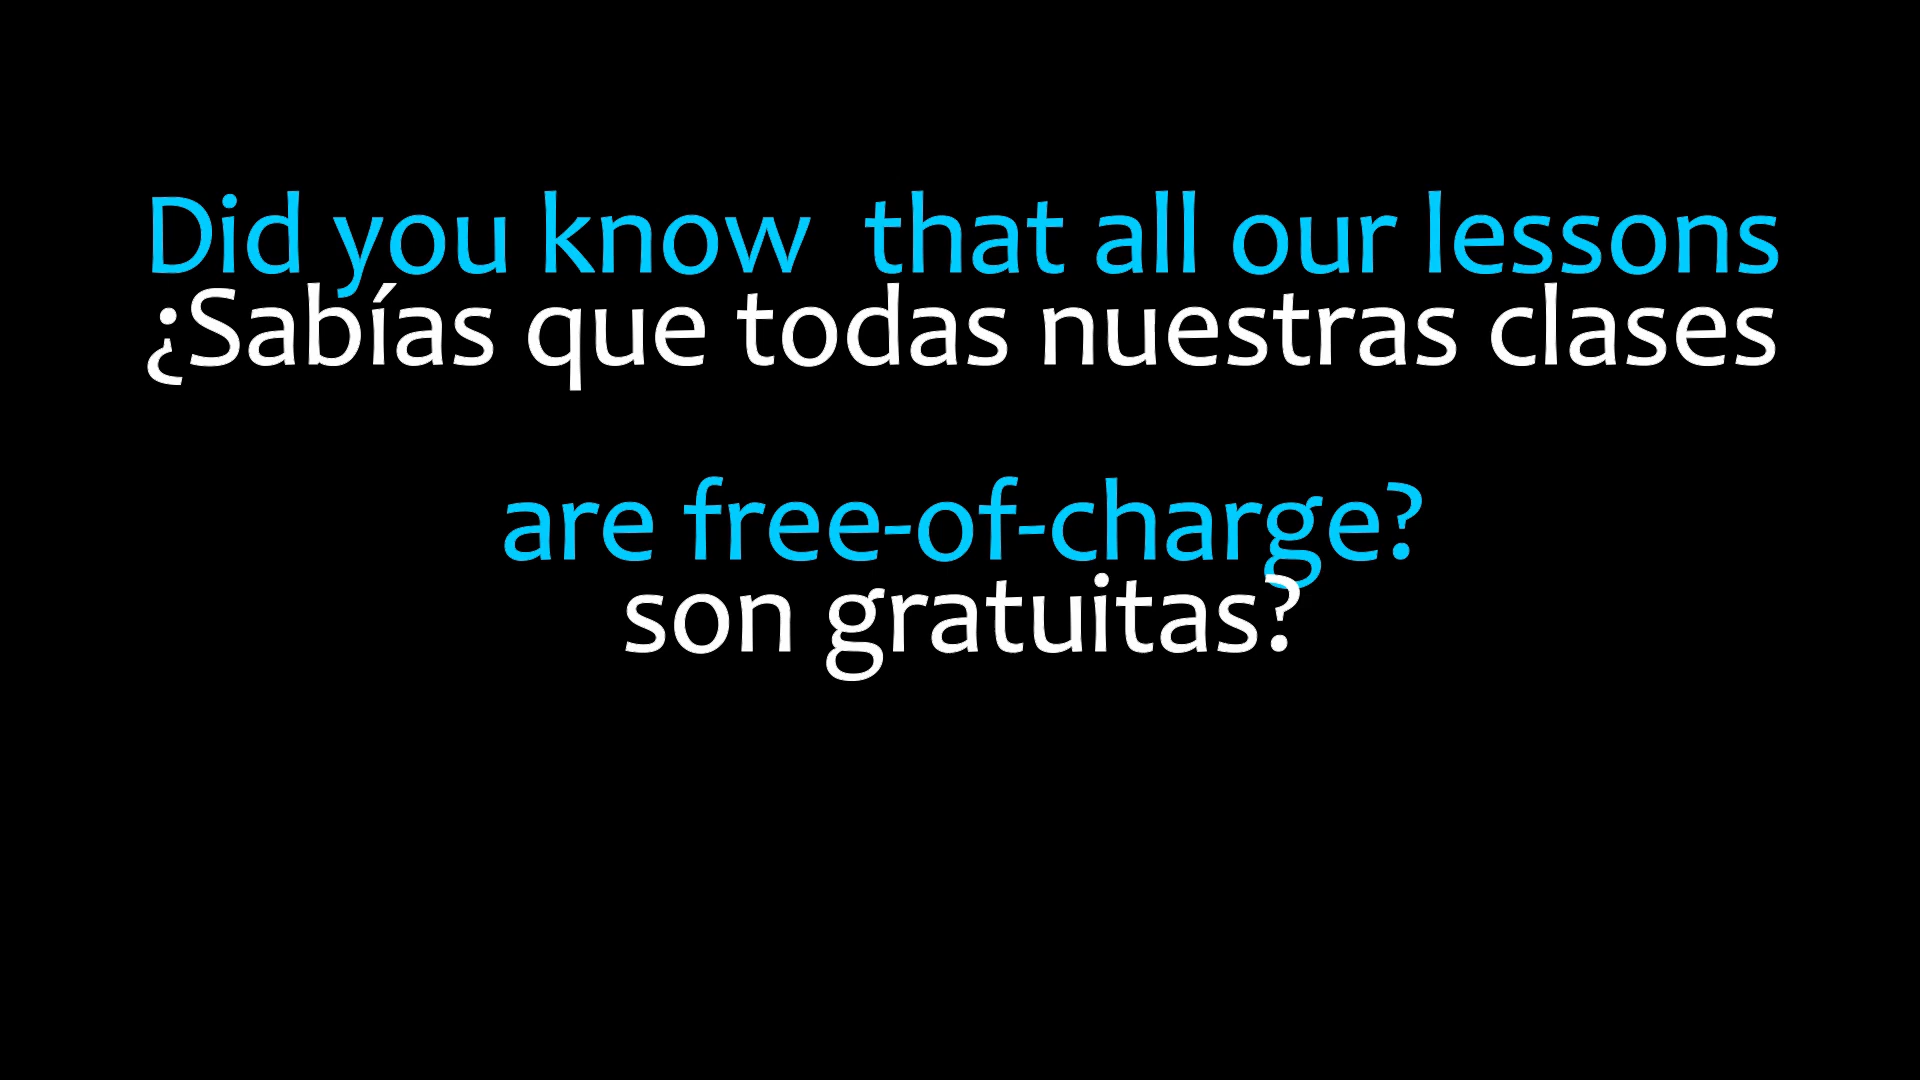 Did you know  that all our lessons
¿Sabías que todas nuestras clases
are free-of-charge?
son gratuitas?